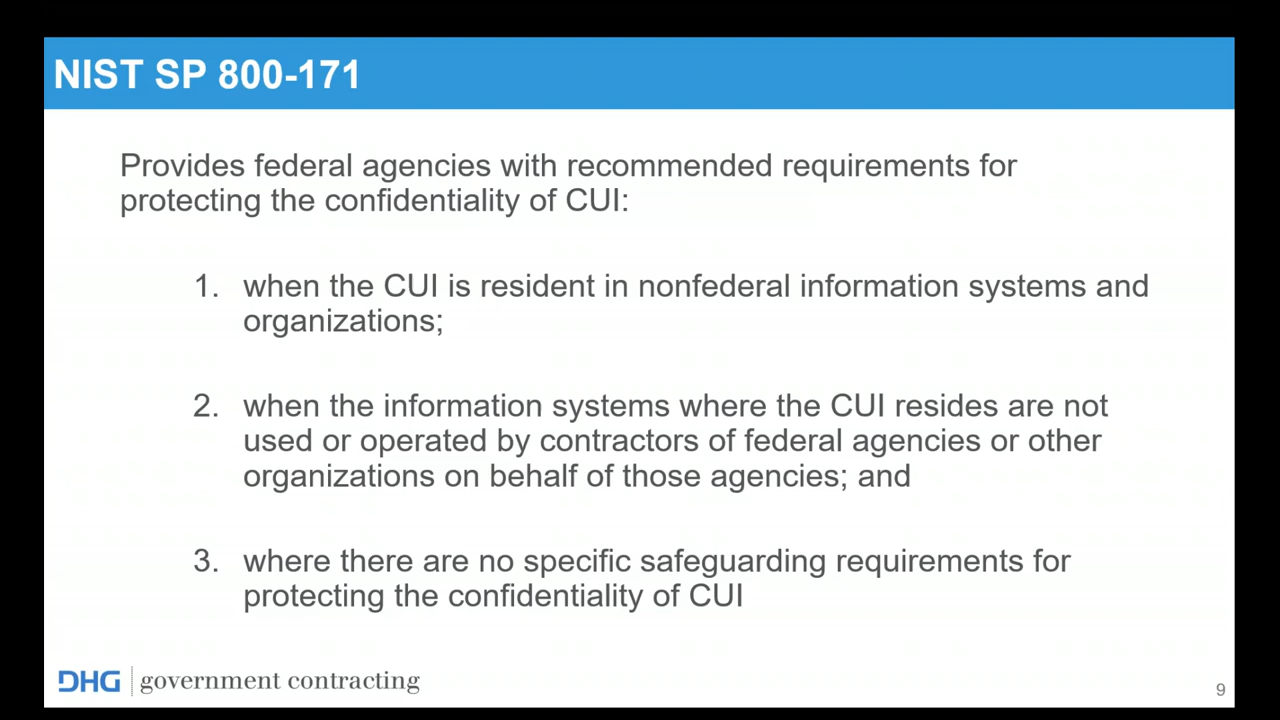 NIST SP 800-171
Provides federal agencies with recommended requirements for
protecting the confidentiality of CUI:
1. when the CUI is resident in nonfederal information systems and
organizations;
2. when the information systems where the CUI resides are not
used or operated by contractors of federal agencies or other
organizations on behalf of those agencies; and
3. where there are no specific safeguarding requirements for
protecting the confidentiality of CUI
DHG government contracting
9